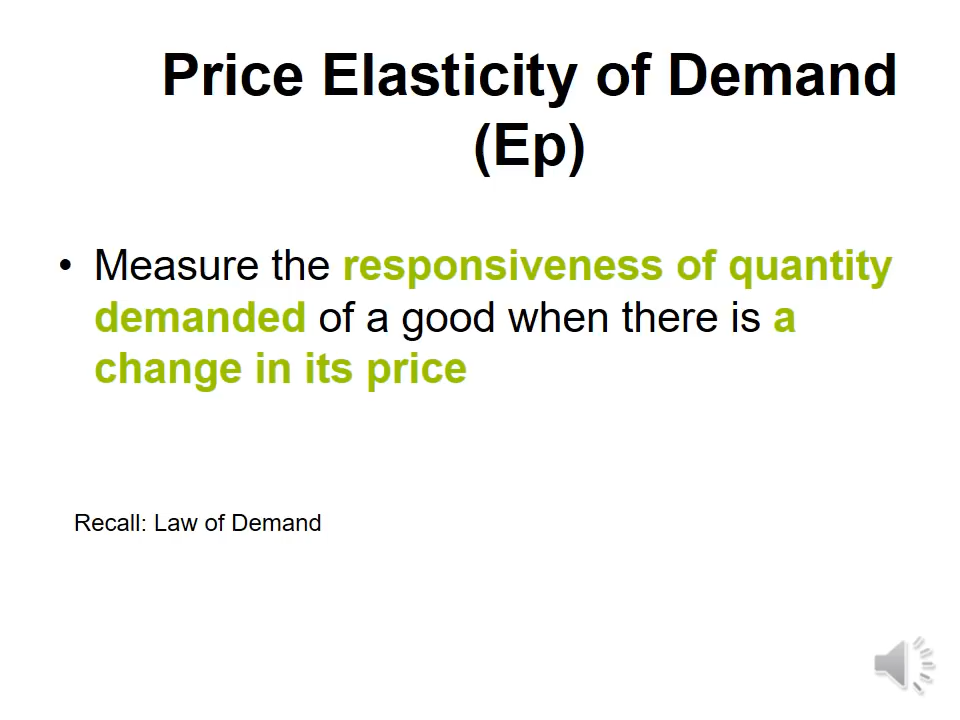 Price Elasticity of Demand
(Ep)
• Measure the responsiveness of quantity
demanded of a good when there is a
change in its price
Recall: Law of Demand